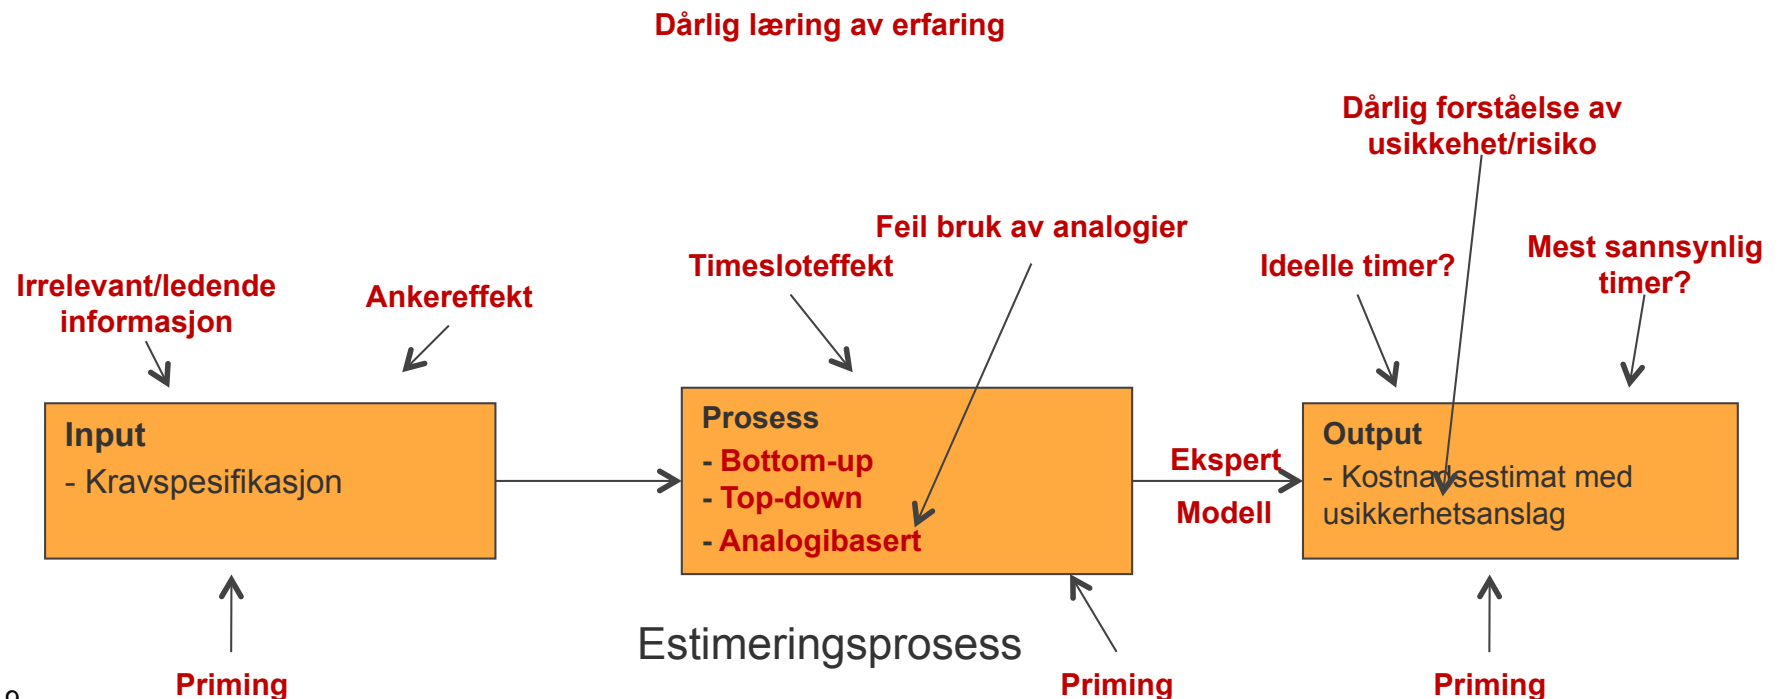 Dårlig læring av erfaring
Dårlig forståelse av
usikkehet/risiko
Feil bruk av analogier
Timesloteffekt
Ideelle timer?
Mest sannsynlig
timer?
Irrelevant/ledende
informasjon
Ankereffekt
Input
- Kravspesifikasjon
Prosess
- Bottom-up
- Top-down
- Analogibasert
Ekspert
Modell
Output
- Kostnadsestimat med
usikkerhetsanslag
Estimeringsprosess
Priming
Priming
Priming
9